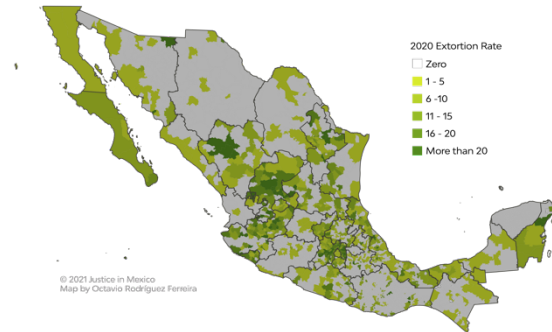 2020 Extortion Rate
Zero
1 - 5
6 -10
11 - 15
16 - 20
More than 20
© 2021 Justice in Mexico
Map by Octavio Rodríguez Ferreira